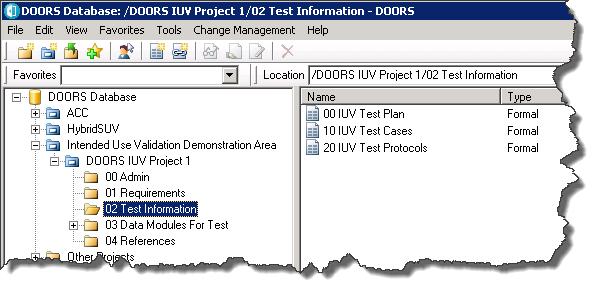 DOORS Database: /DOORS IUV Project 1/02 Test Information - DOORS
File Edit View Favorites Tools Change Management Help
Favorites
Location /DOORS IUV Project 1/02 Test Information
DOORS Database
ACC
HybridSUV
Intended Use Validation Demonstration Area
DOORS IUV Project 1
00 Admin
01 Requirements
02 Test Information
03 Data Modules For Test
04 References
Other Projects
Name Type
00 IUV Test Plan Formal
10 IUV Test Cases Formal
20 IUV Test Protocols Formal